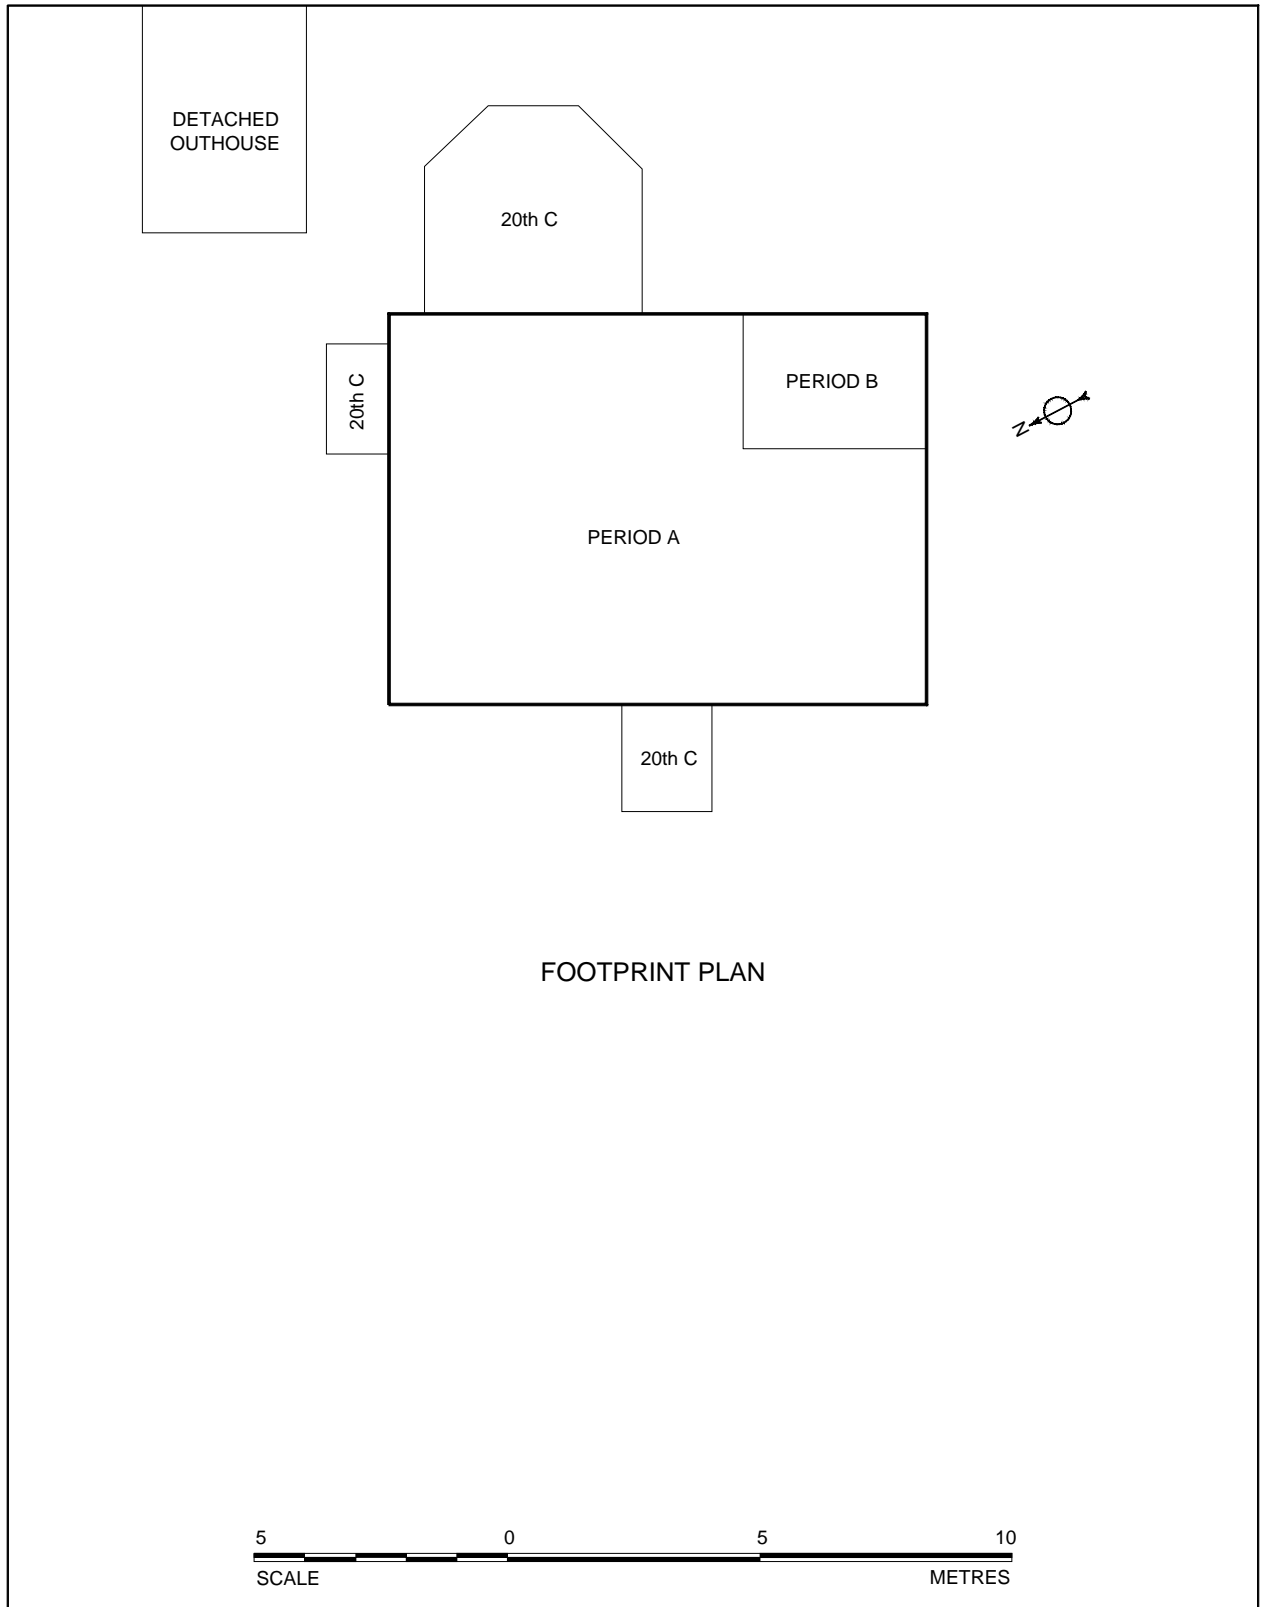 DETACHED
OUTHOUSE
20th C
20th C
PERIOD B
N
PERIOD A
20th C
FOOTPRINT PLAN
5 0 5 10
SCALE METRES